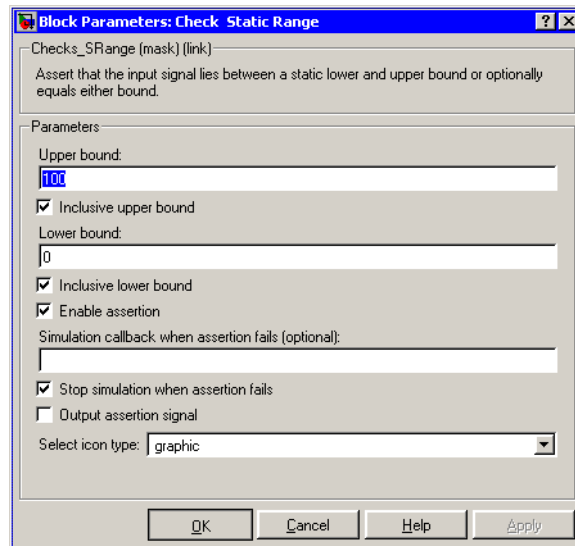 Block Parameters: Check Static Range
Checks_SRange (mask) (link)
Assert that the input signal lies between a static lower and upper bound or optionally
equals either bound.
Parameters
Upper bound:
100
Inclusive upper bound
Lower bound:
0
Inclusive lower bound
Enable assertion
Simulation callback when assertion fails (optional):
Stop simulation when assertion fails
Output assertion signal
Select icon type: graphic
OK Cancel Help Apply